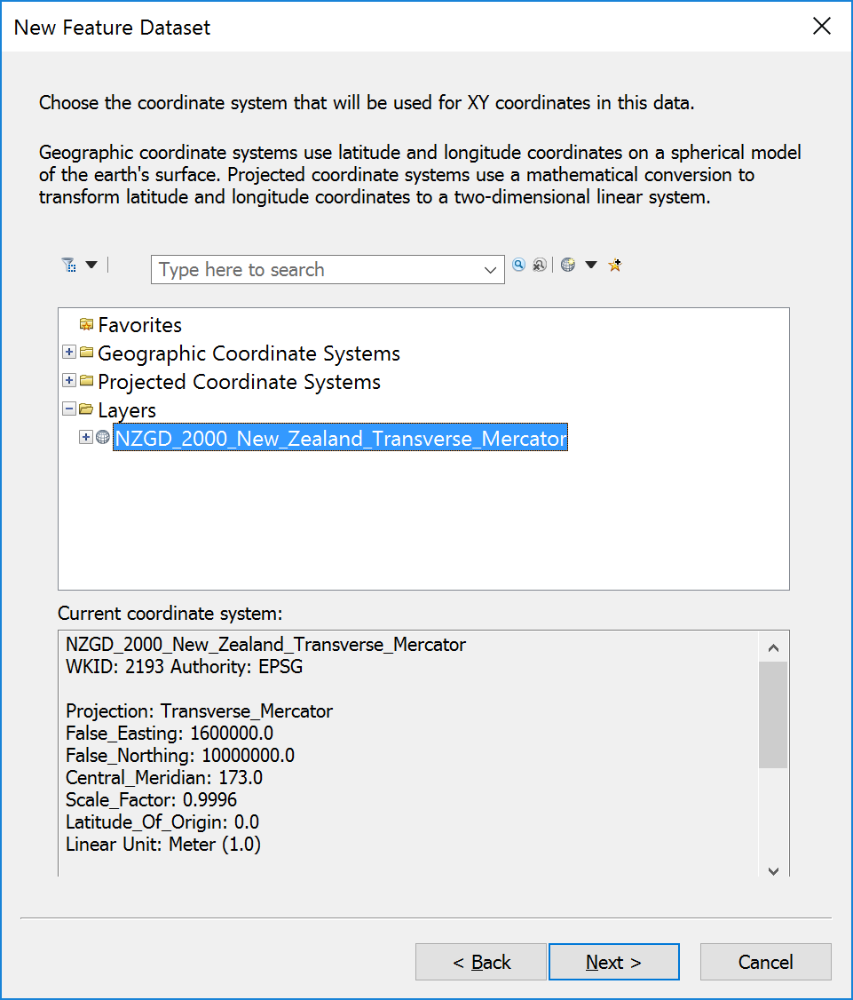 New Feature Dataset
Choose the coordinate system that will be used for XY coordinates in this data.
Geographic coordinate systems use latitude and longitude coordinates on a spherical model
of the earth's surface. Projected coordinate systems use a mathematical conversion to
transform latitude and longitude coordinates to a two-dimensional linear system.
Type here to search
Favorites
Geographic Coordinate Systems
Projected Coordinate Systems
Layers
NZGD_2000_New_Zealand_Transverse_Mercator
Current coordinate system:
NZGD_2000_New_Zealand_Transverse_Mercator
WKID: 2193 Authority: EPSG
Projection: Transverse_Mercator
False_Easting: 1600000.0
False_Northing: 10000000.0
Central_Meridian: 173.0
Scale_Factor: 0.9996
Latitude_Of_Origin: 0.0
Linear Unit: Meter (1.0)
< Back Next > Cancel